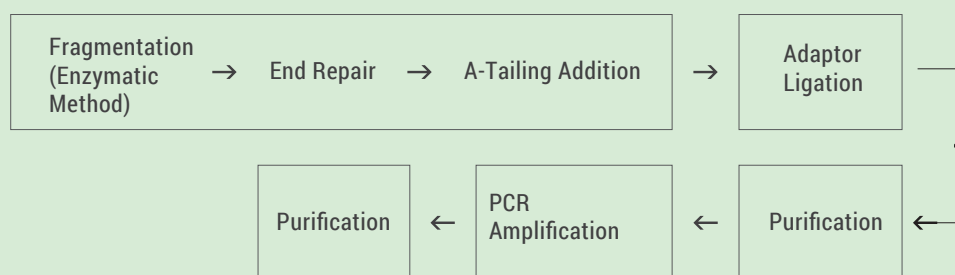 Fragmentation
(Enzymatic
Method)
→
End Repair
→
A-Tailing Addition
→
Adaptor
Ligation
Purification
←
PCR
Amplification
←
Purification
←